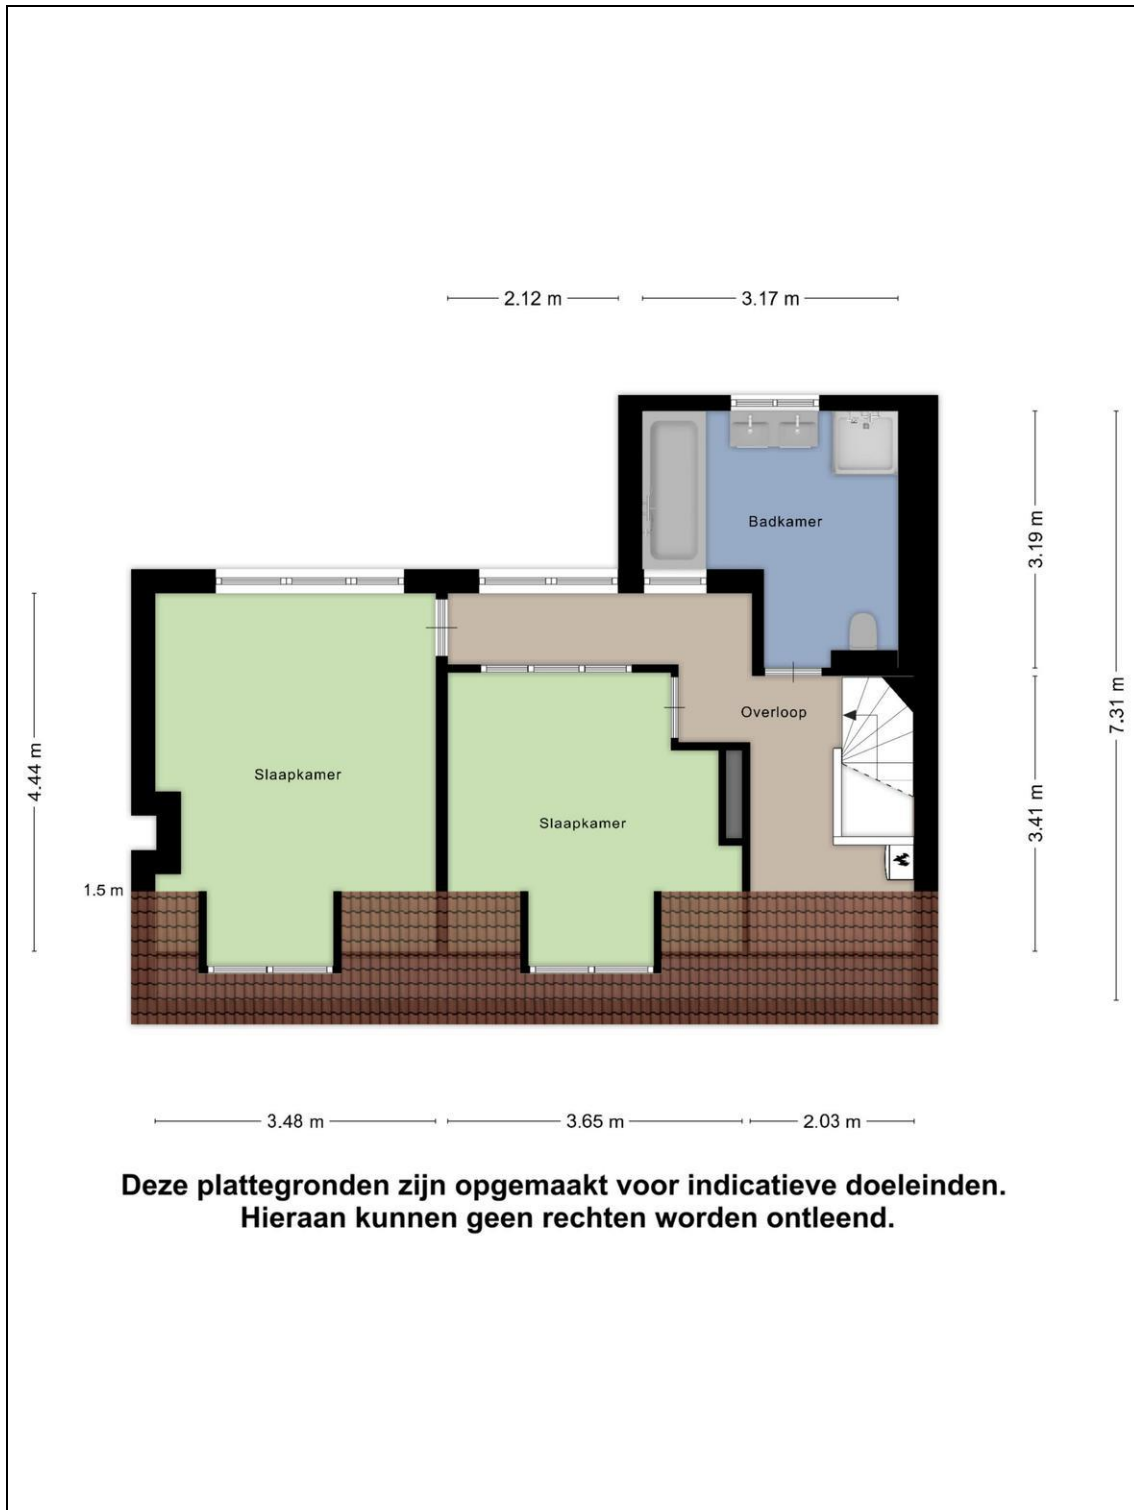 2.12 m
3.17 m
Badkamer
3.19 m
7.31 m
Overloop
4.44 m
Slaapkamer
Slaapkamer
3.41 m
1.5 m
3.48 m
3.65 m
2.03 m
Deze plattegronden zijn opgemaakt voor indicatieve doeleinden.
Hieraan kunnen geen rechten worden ontleend.